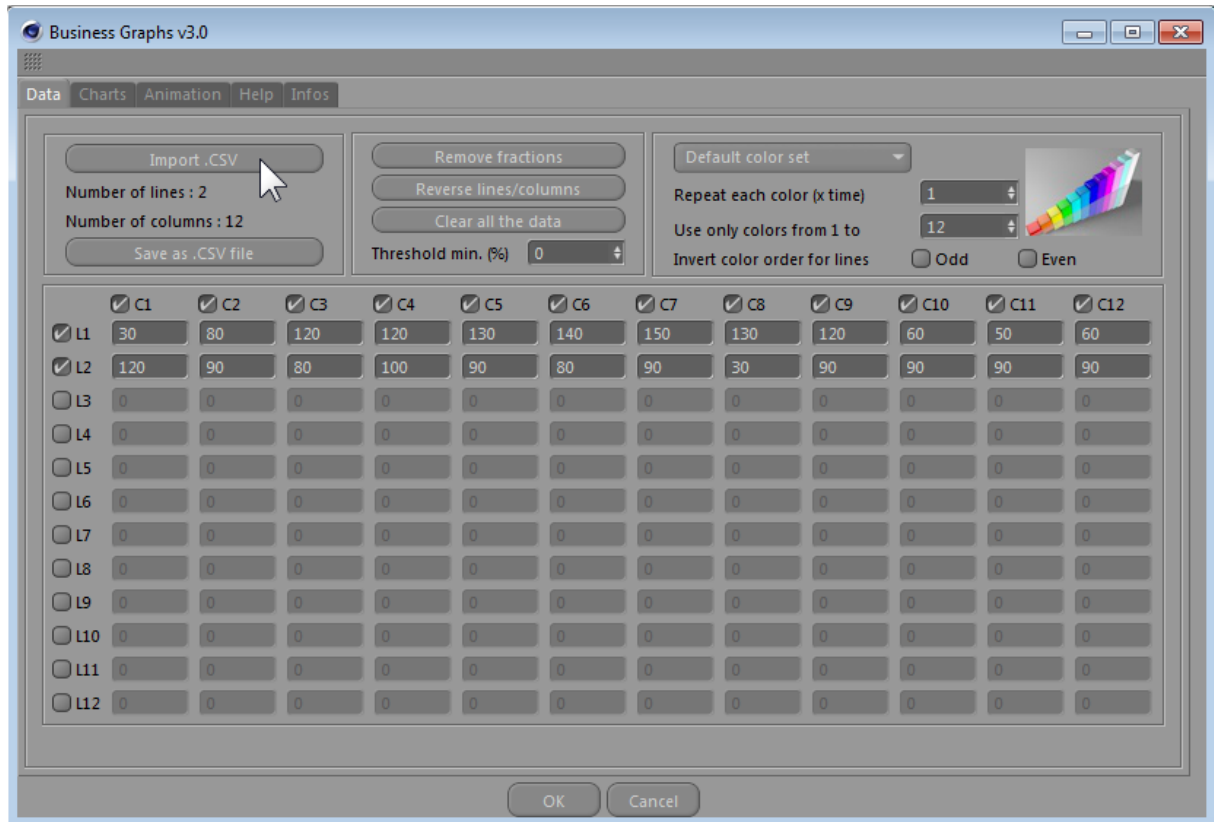 Business Graphs v3.0
Data Charts Animation Help Infos
Import .CSV
Number of lines : 2
Number of columns : 12
Save as .CSV file
Remove fractions
Reverse lines/columns
Clear all the data
Threshold min. (%) 0
Default color set
Repeat each color (x time) 1
Use only colors from 1 to 12
Invert color order for lines Odd Even
C1 C2 C3 C4 C5 C6 C7 C8 C9 C10 C11 C12
L1 30 80 120 120 130 140 150 130 120 60 50 60
L2 120 90 80 100 90 80 90 30 90 90 90 90
L3 0 0 0 0 0 0 0 0 0 0 0 0
L4 0 0 0 0 0 0 0 0 0 0 0 0
L5 0 0 0 0 0 0 0 0 0 0 0 0
L6 0 0 0 0 0 0 0 0 0 0 0 0
L7 0 0 0 0 0 0 0 0 0 0 0 0
L8 0 0 0 0 0 0 0 0 0 0 0 0
L9 0 0 0 0 0 0 0 0 0 0 0 0
L10 0 0 0 0 0 0 0 0 0 0 0 0
L11 0 0 0 0 0 0 0 0 0 0 0 0
L12 0 0 0 0 0 0 0 0 0 0 0 0
OK Cancel